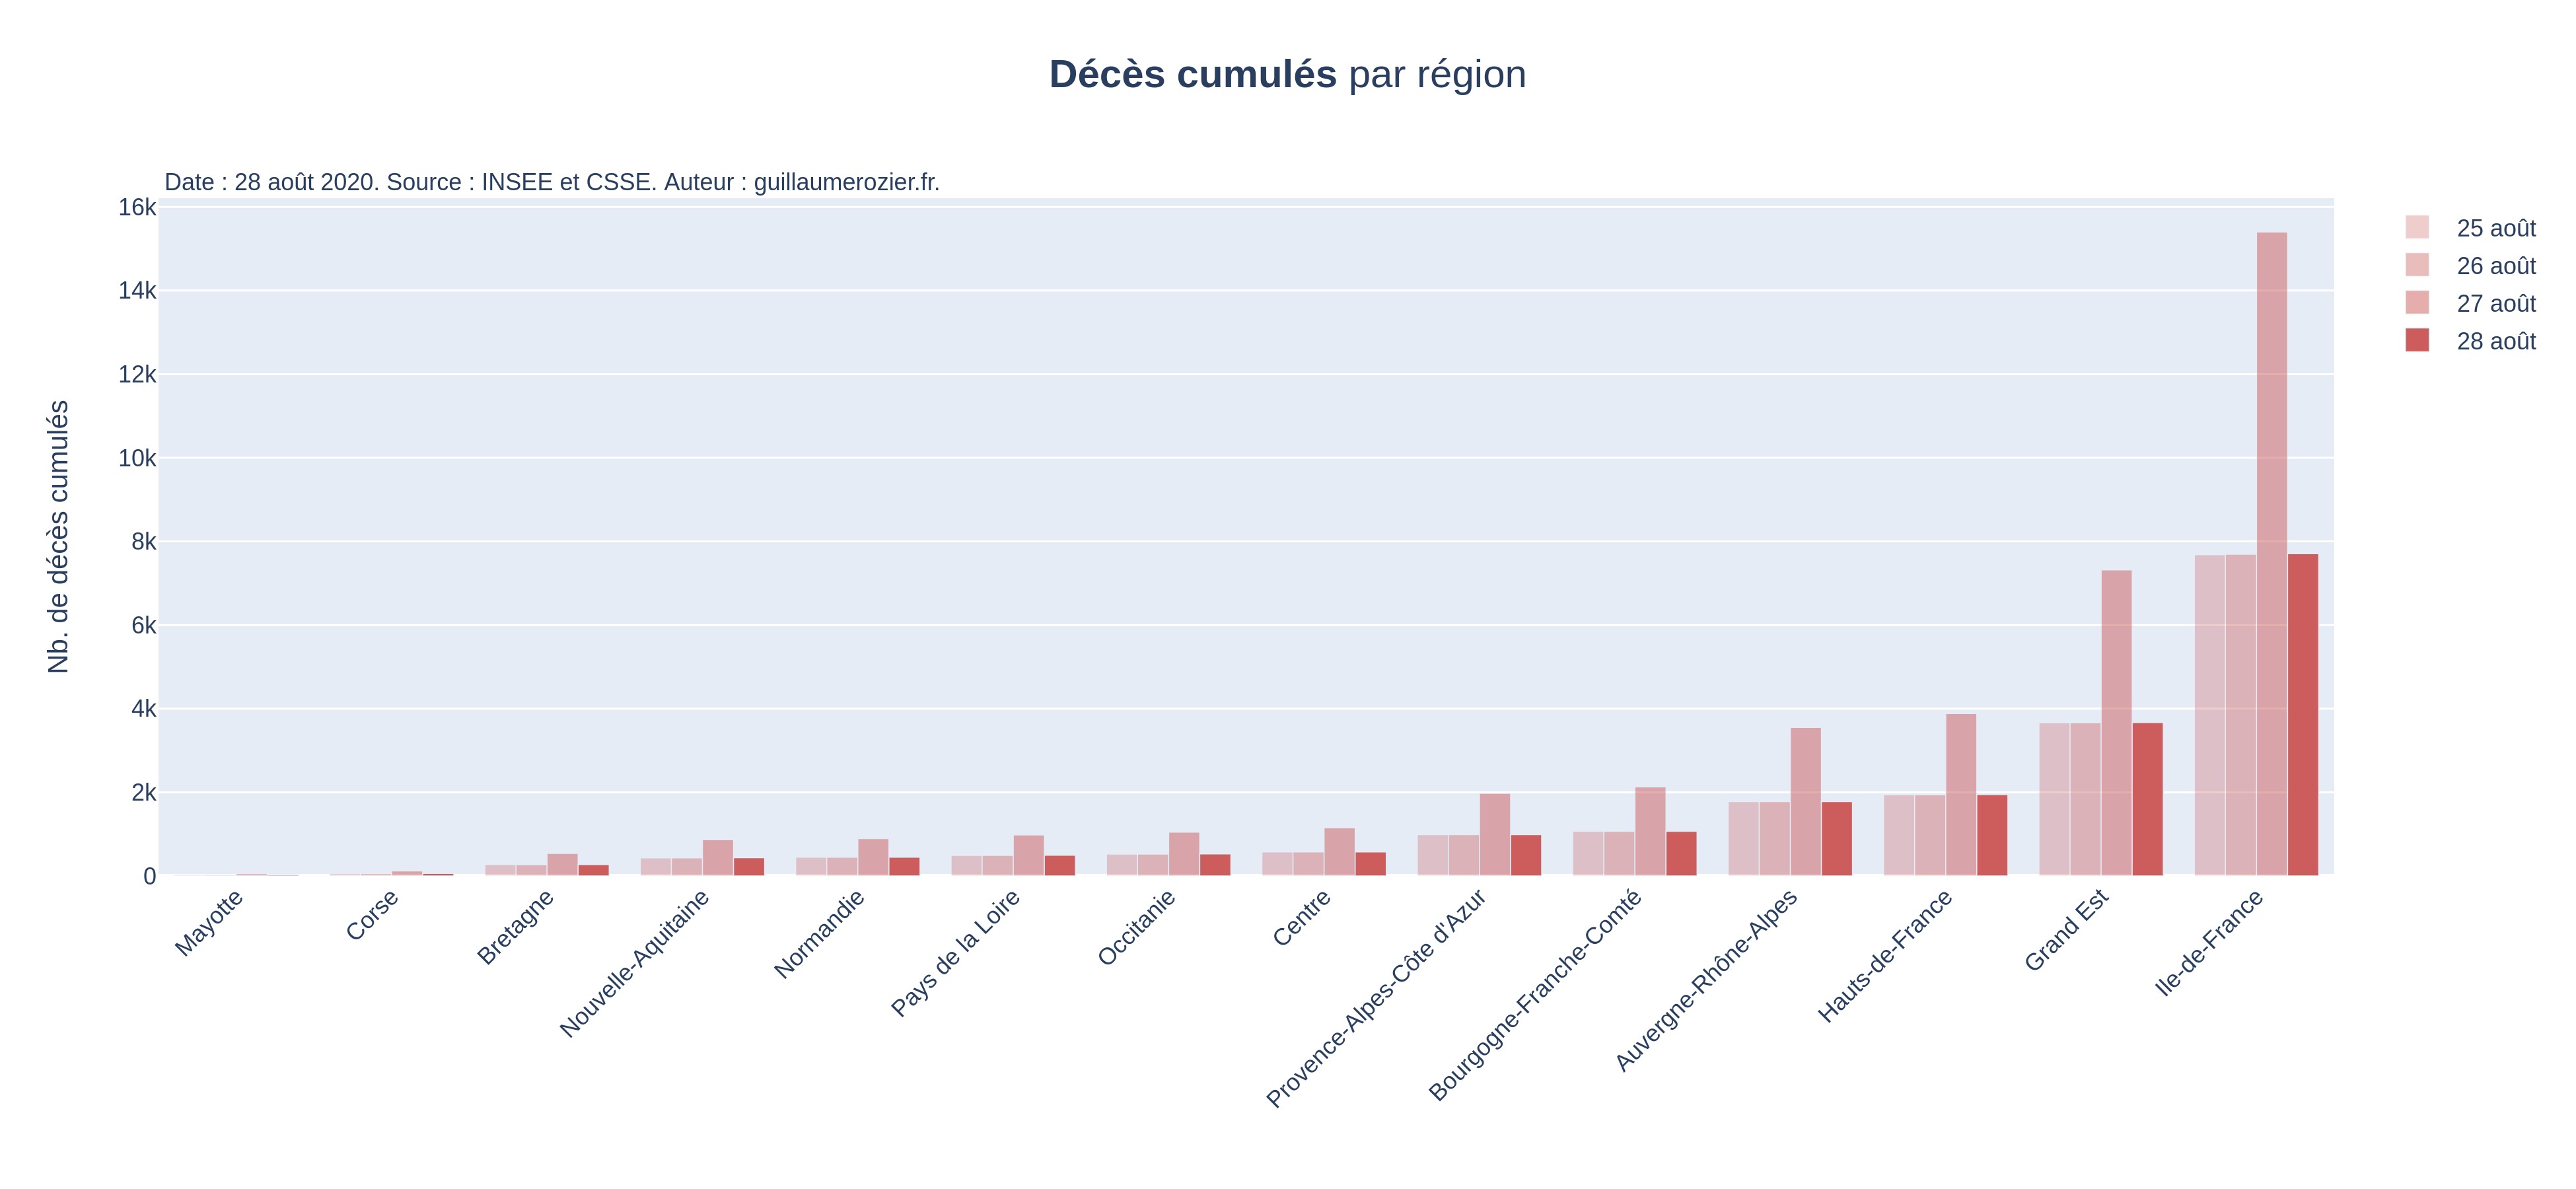 Décès cumulés par région
Date : 28 août 2020. Source : INSEE et CSSE. Auteur : guillaumerozier.fr.
Nb. de décès cumulés
16k
14k
12k
10k
8k
6k
4k
2k
0
25 août
26 août
27 août
28 août
Mayotte
Corse
Bretagne
Nouvelle-Aquitaine
Normandie
Pays de la Loire
Occitanie
Centre
Provence-Alpes-Côte d'Azur
Bourgogne-Franche-Comté
Auvergne-Rhône-Alpes
Hauts-de-France
Grand Est
Ile-de-France